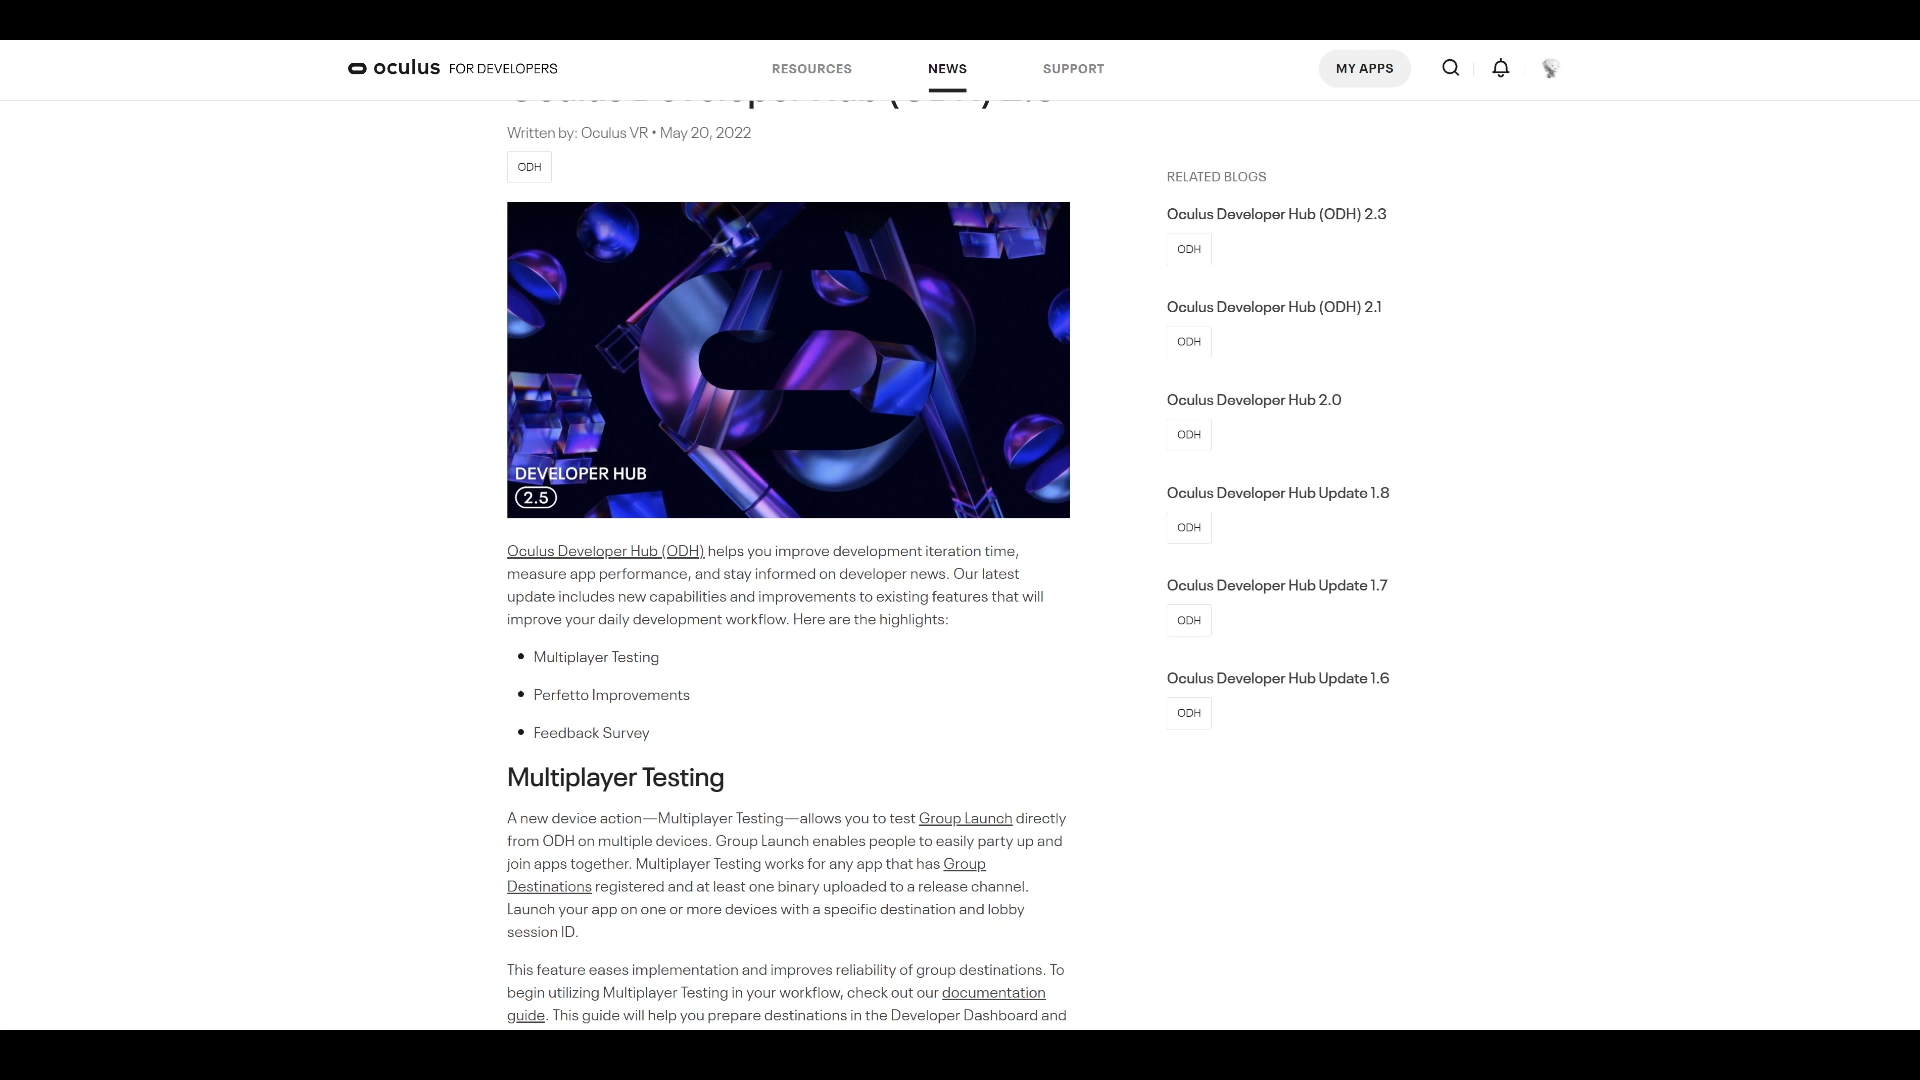 oculus FOR DEVELOPERS
RESOURCES
NEWS
SUPPORT
MY APPS
Oculus Developer Hub (ODH) 2.5
Written by: Oculus VR • May 20, 2022
ODH
DEVELOPER HUB
2.5
Oculus Developer Hub (ODH) helps you improve development iteration time,
measure app performance, and stay informed on developer news. Our latest
update includes new capabilities and improvements to existing features that will
improve your daily development workflow. Here are the highlights:
• Multiplayer Testing
• Perfetto Improvements
• Feedback Survey
Multiplayer Testing
A new device action—Multiplayer Testing—allows you to test Group Launch directly
from ODH on multiple devices. Group Launch enables people to easily party up and
join apps together. Multiplayer Testing works for any app that has Group
Destinations registered and at least one binary uploaded to a release channel.
Launch your app on one or more devices with a specific destination and lobby
session ID.
This feature eases implementation and improves reliability of group destinations. To
begin utilizing Multiplayer Testing in your workflow, check out our documentation
guide. This guide will help you prepare destinations in the Developer Dashboard and
RELATED BLOGS
Oculus Developer Hub (ODH) 2.3
ODH
Oculus Developer Hub (ODH) 2.1
ODH
Oculus Developer Hub 2.0
ODH
Oculus Developer Hub Update 1.8
ODH
Oculus Developer Hub Update 1.7
ODH
Oculus Developer Hub Update 1.6
ODH